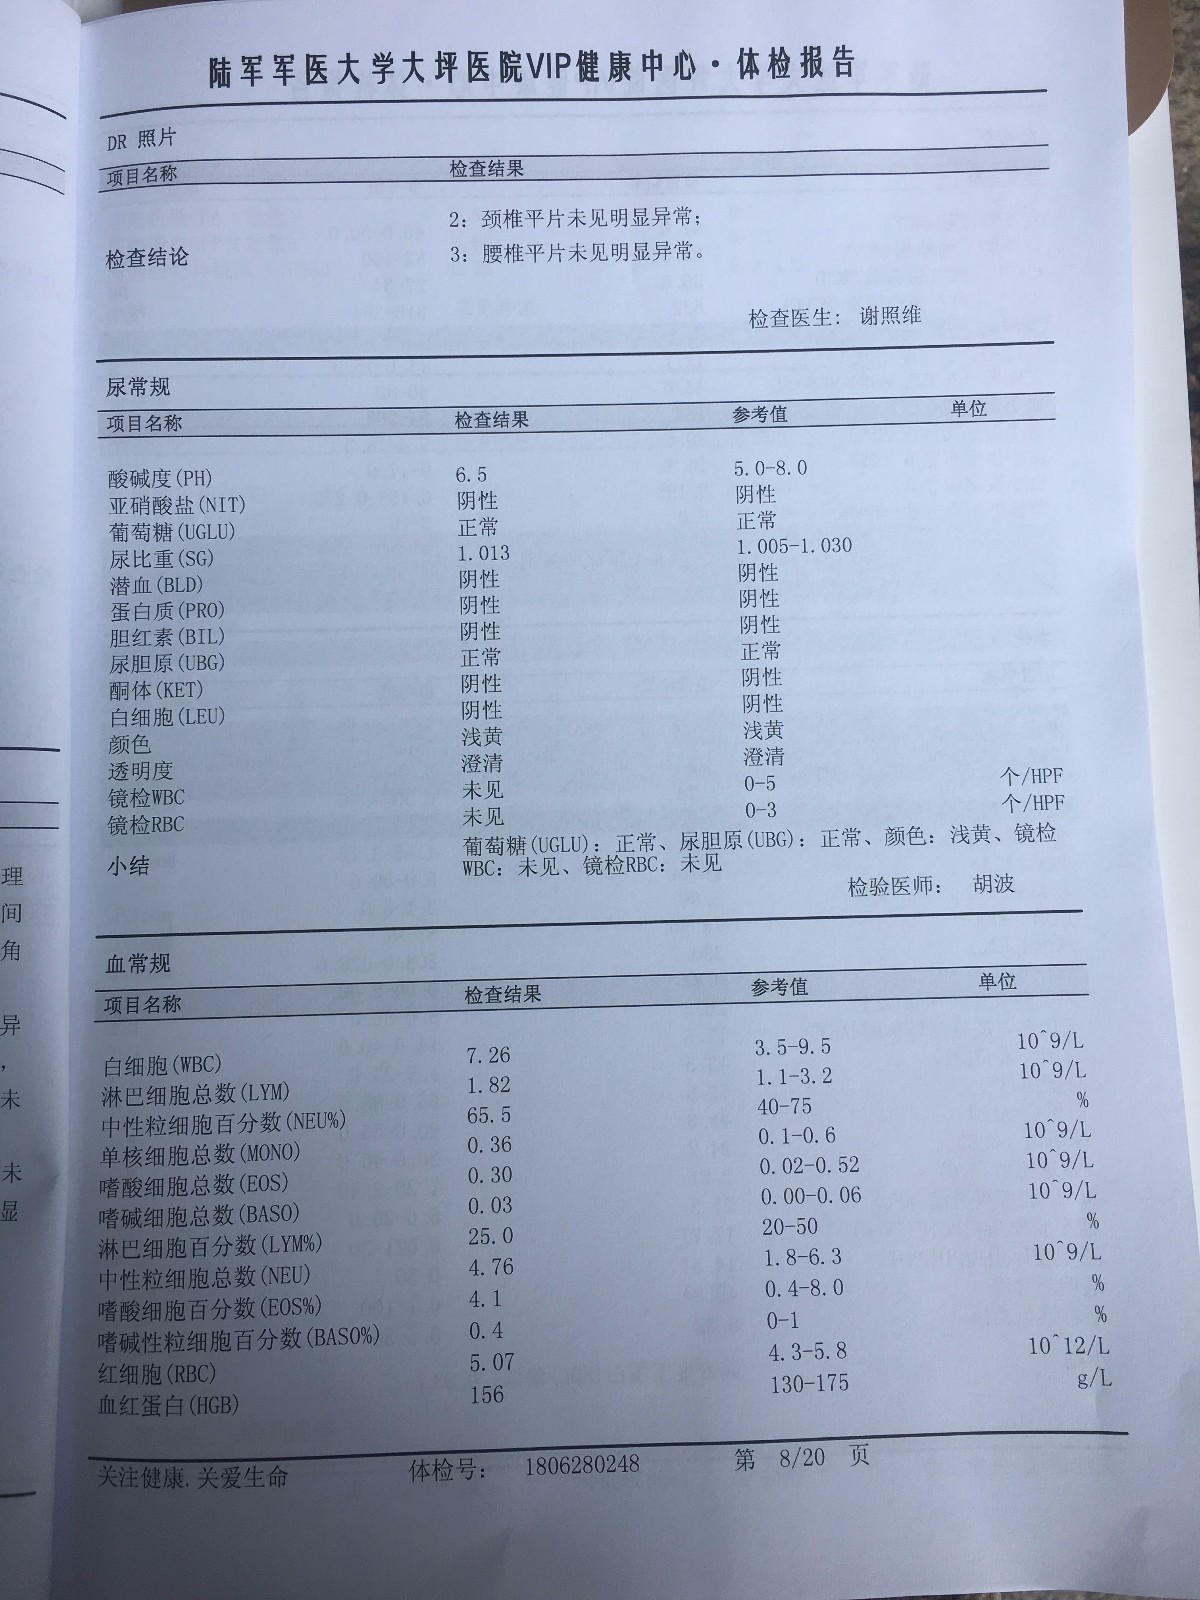 陆军军医大学大坪医院VIP健康中心·体检报告
DR 照片
项目名称 检查结果
2: 颈椎平片未见明显异常;
检查结论 3: 腰椎平片未见明显异常。
检查医生: 谢照维
尿常规
项目名称 检查结果 参考值 单位
酸碱度(PH) 6.5 5.0-8.0
亚硝酸盐(NIT) 阴性 阴性
葡萄糖(UGLU) 正常 正常
尿比重(SG) 1.013 1.005-1.030
潜血(BLD) 阴性 阴性
蛋白质(PRO) 阴性 阴性
胆红素(BIL) 阴性 阴性
尿胆原(UBG) 正常 正常
酮体(KET) 阴性 阴性
白细胞(LEU) 阴性 阴性
颜色 浅黄 浅黄
透明度 澄清 澄清
镜检WBC 未见 0-5 个/HPF
镜检RBC 未见 0-3 个/HPF
葡萄糖(UGLU): 正常、尿胆原(UBG): 正常、颜色: 浅黄、镜检
小结 WBC: 未见、镜检RBC: 未见
检验医师: 胡波
血常规
项目名称 检查结果 参考值 单位
白细胞(WBC) 7.26 3.5-9.5 10^9/L
淋巴细胞总数(LYM) 1.82 1.1-3.2 10^9/L
中性粒细胞百分数(NEU%) 65.5 40-75 %
单核细胞总数(MONO) 0.36 0.1-0.6 10^9/L
嗜酸细胞总数(EOS) 0.30 0.02-0.52 10^9/L
嗜碱细胞总数(BASO) 0.03 0.00-0.06 10^9/L
淋巴细胞百分数(LYM%) 25.0 20-50 %
中性粒细胞总数(NEU) 4.76 1.8-6.3 10^9/L
嗜酸细胞百分数(EOS%) 4.1 0.4-8.0 %
嗜碱性粒细胞百分数(BASO%) 0.4 0-1 %
红细胞(RBC) 5.07 4.3-5.8 10^12/L
血红蛋白(HGB) 156 130-175 g/L
关注健康.关爱生命 体检号: 1806280248 第 8/20 页
理
间
角
异
,
未
未
显